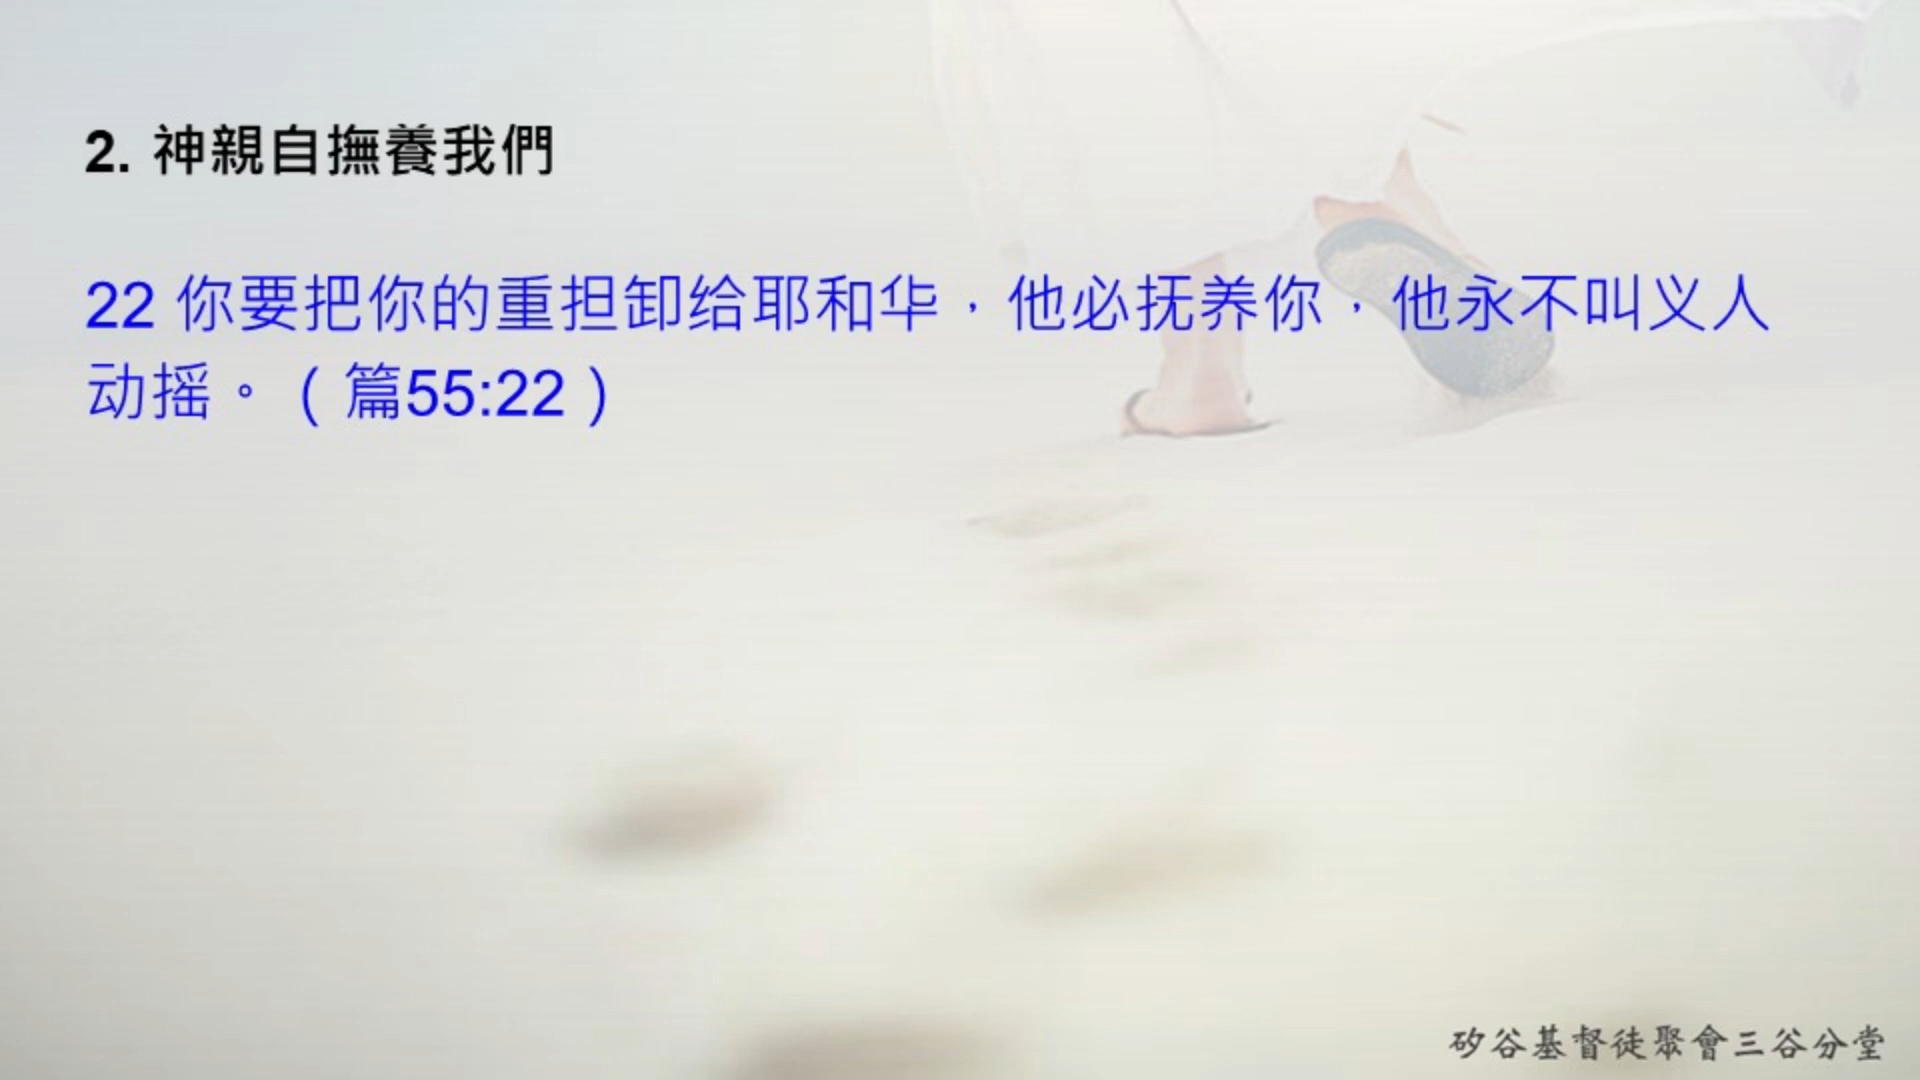 2. 神親自撫養我們
22 你要把你的重担卸给耶和华，他必抚养你，他永不叫义人
动摇。（篇55:22）
矽谷基督徒聚會三谷分堂